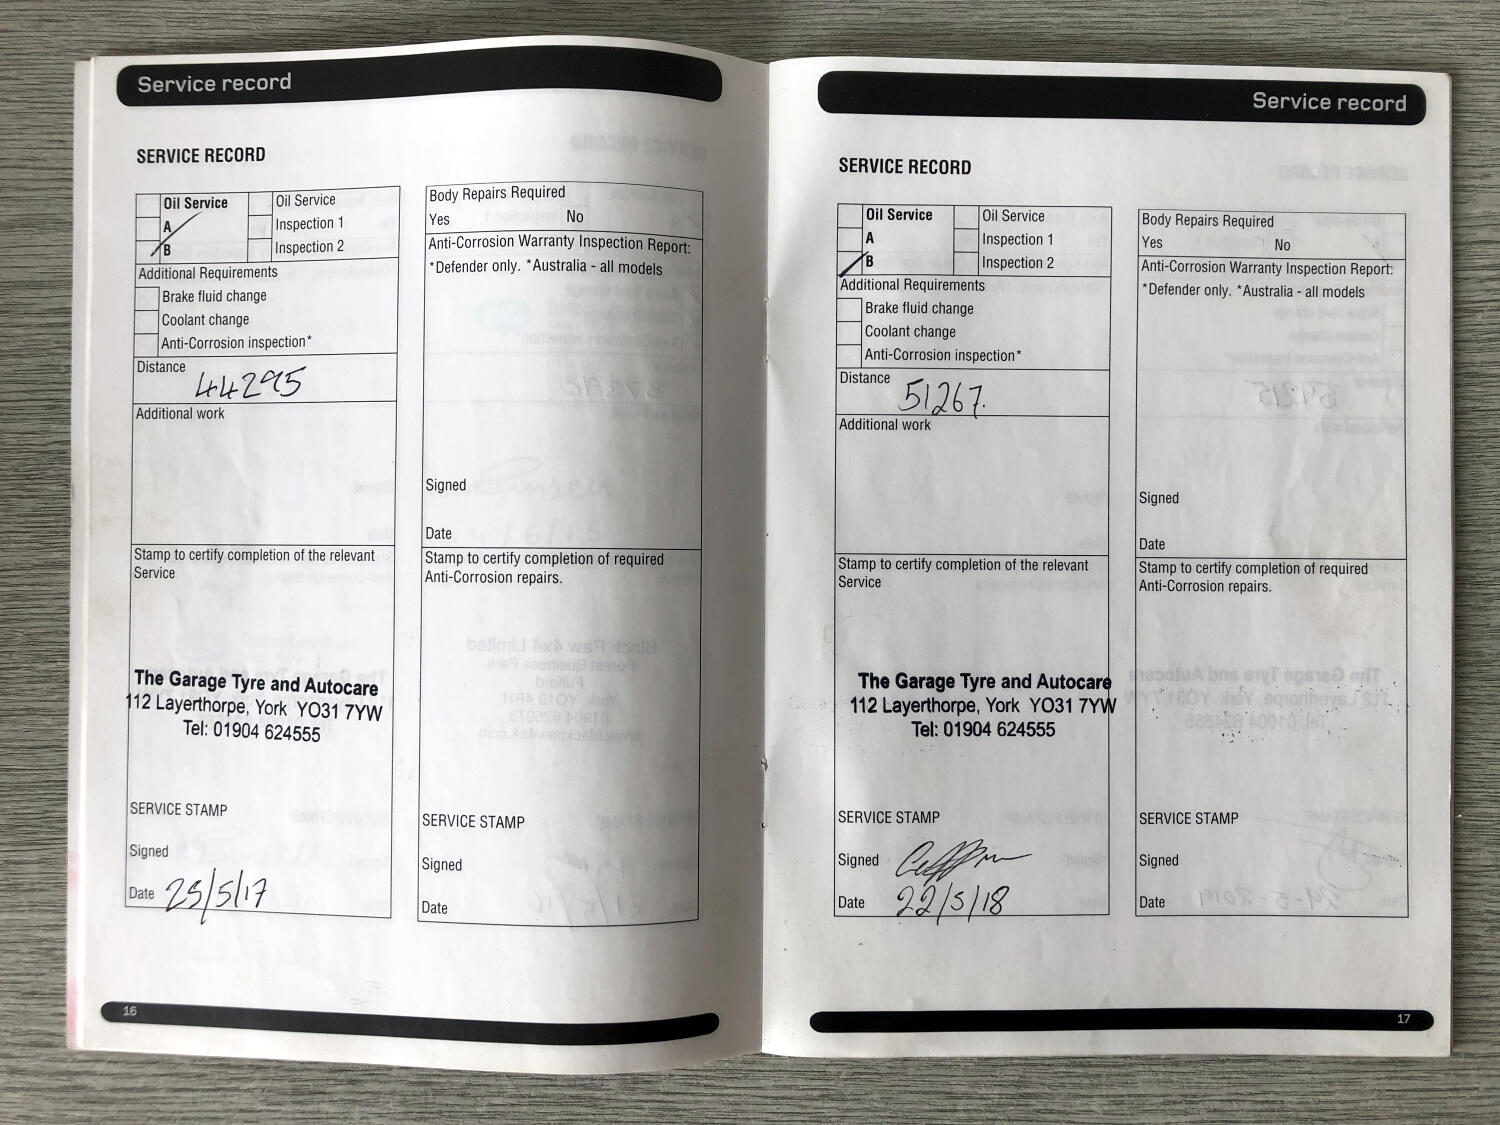 Service record
SERVICE RECORD
Oil Service
A
B
Oil Service
Inspection 1
Inspection 2
Additional Requirements
Brake fluid change
Coolant change
Anti-Corrosion inspection*
Distance
44295
Additional work
Stamp to certify completion of the relevant
Service
The Garage Tyre and Autocare
112 Layerthorpe, York YO31 7YW
Tel: 01904 624555
SERVICE STAMP
Signed
Date 25/5/17
Body Repairs Required
Yes No
Anti-Corrosion Warranty Inspection Report:
*Defender only. *Australia - all models
Signed
Date
Stamp to certify completion of required
Anti-Corrosion repairs.
SERVICE STAMP
Signed
Date
16
Service record
SERVICE RECORD
Oil Service
A
B
Oil Service
Inspection 1
Inspection 2
Additional Requirements
Brake fluid change
Coolant change
Anti-Corrosion inspection*
Distance
51267.
Additional work
Stamp to certify completion of the relevant
Service
The Garage Tyre and Autocare
112 Layerthorpe, York YO31 7YW
Tel: 01904 624555
SERVICE STAMP
Signed
Date 22/5/18
Body Repairs Required
Yes No
Anti-Corrosion Warranty Inspection Report:
*Defender only. *Australia - all models
Signed
Date
Stamp to certify completion of required
Anti-Corrosion repairs.
SERVICE STAMP
Signed
Date
17